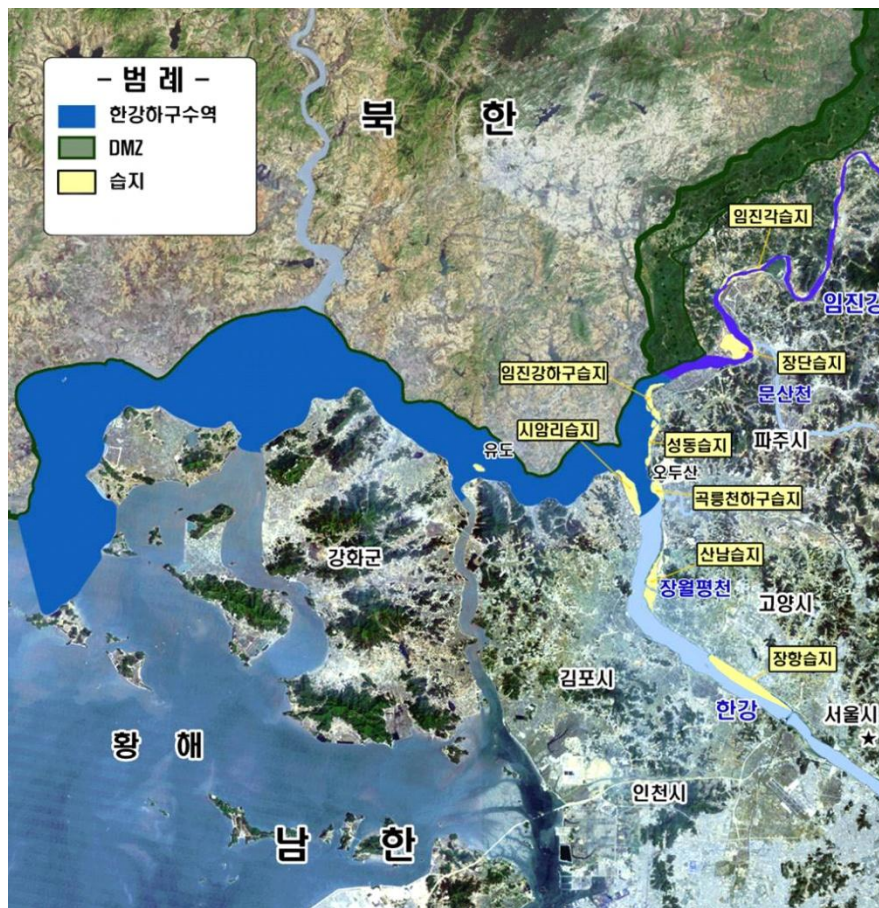 - 범 례 -
한강하구수역
DMZ
습지
북 한
임진각습지
임진강
장단습지
임진강하구습지
문산천
시암리습지
성동습지
파주시
유도
오두산
곡릉천하구습지
강화군
산남습지
장월평천
고양시
장항습지
김포시
한강
서울시
황 해
인천시
남 한